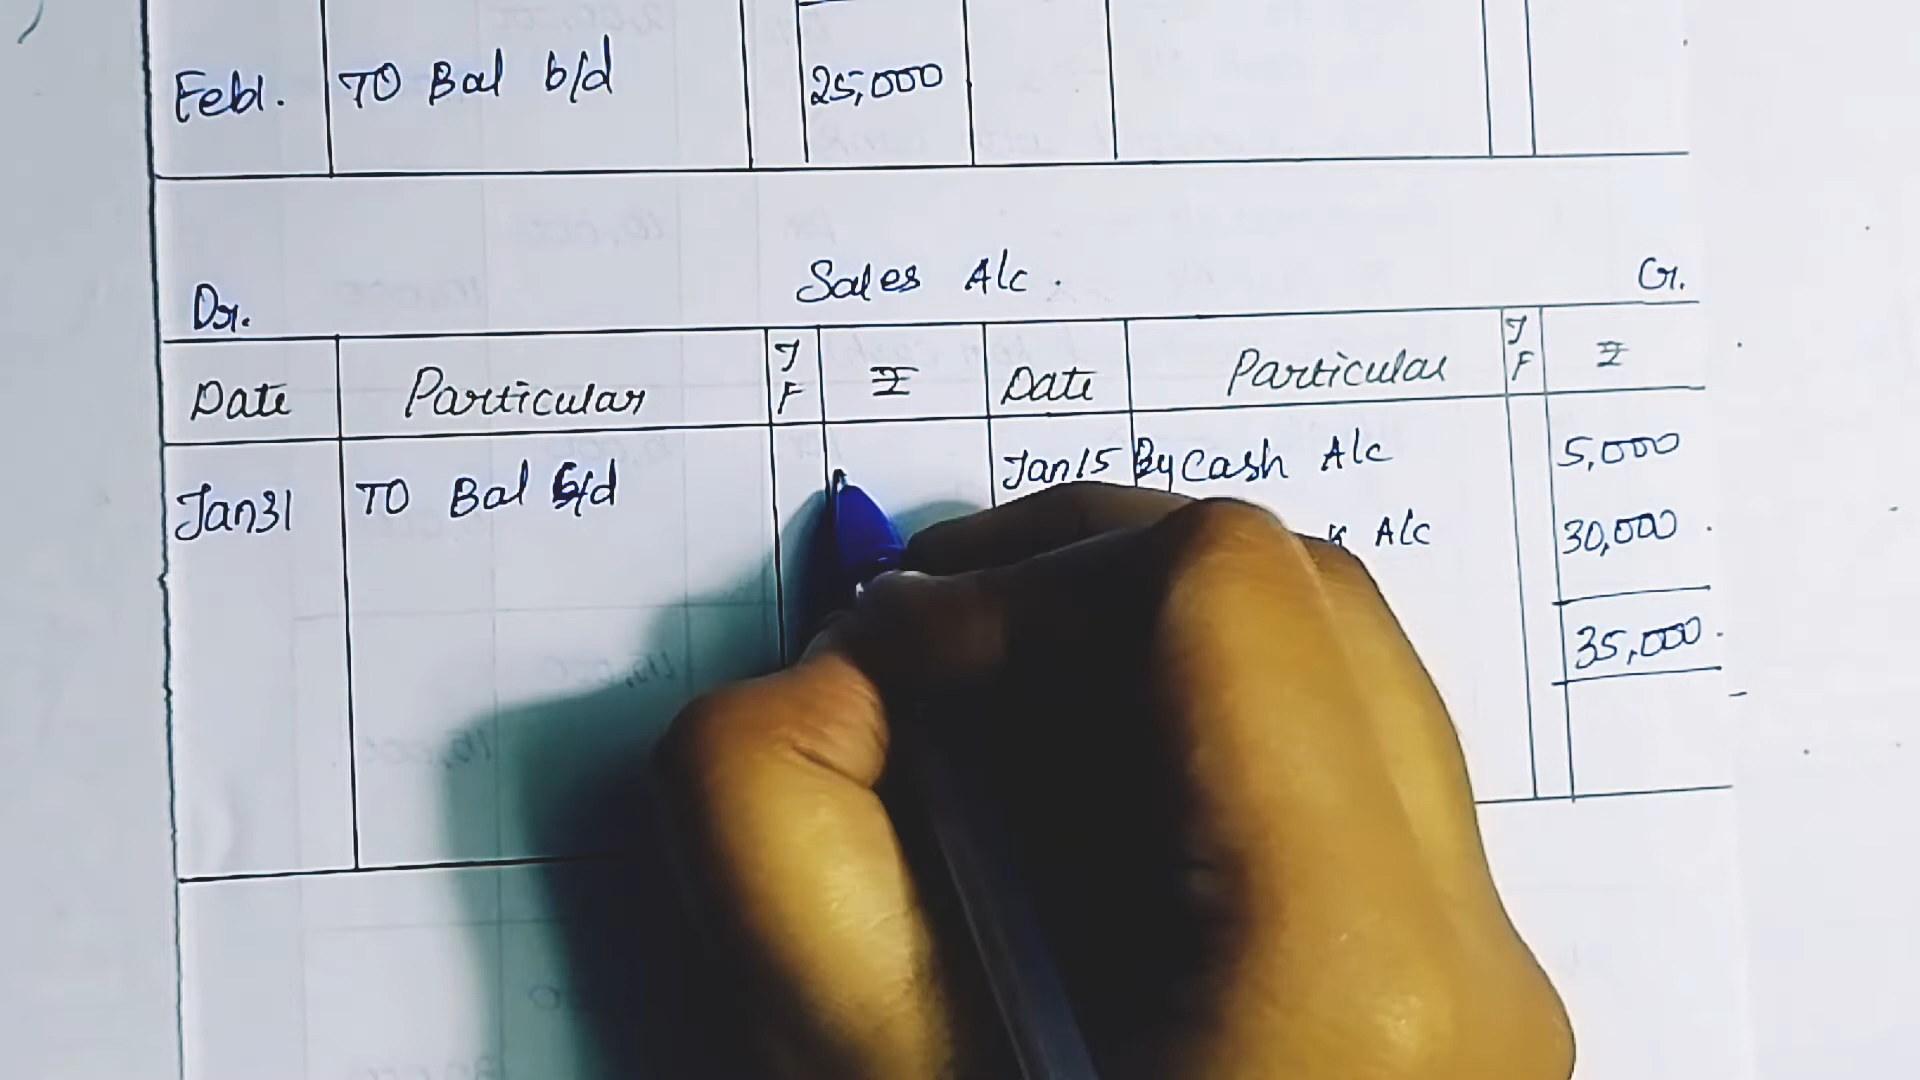 Feb1. TO Bal b/d 25,000
Sales A/c.
Dr. Cr.
Date Particular J F ₹ Date Particular J F ₹
Jan31 TO Bal c/d Jan15 By Cash A/c 5,000
A/c 30,000.
35,000.